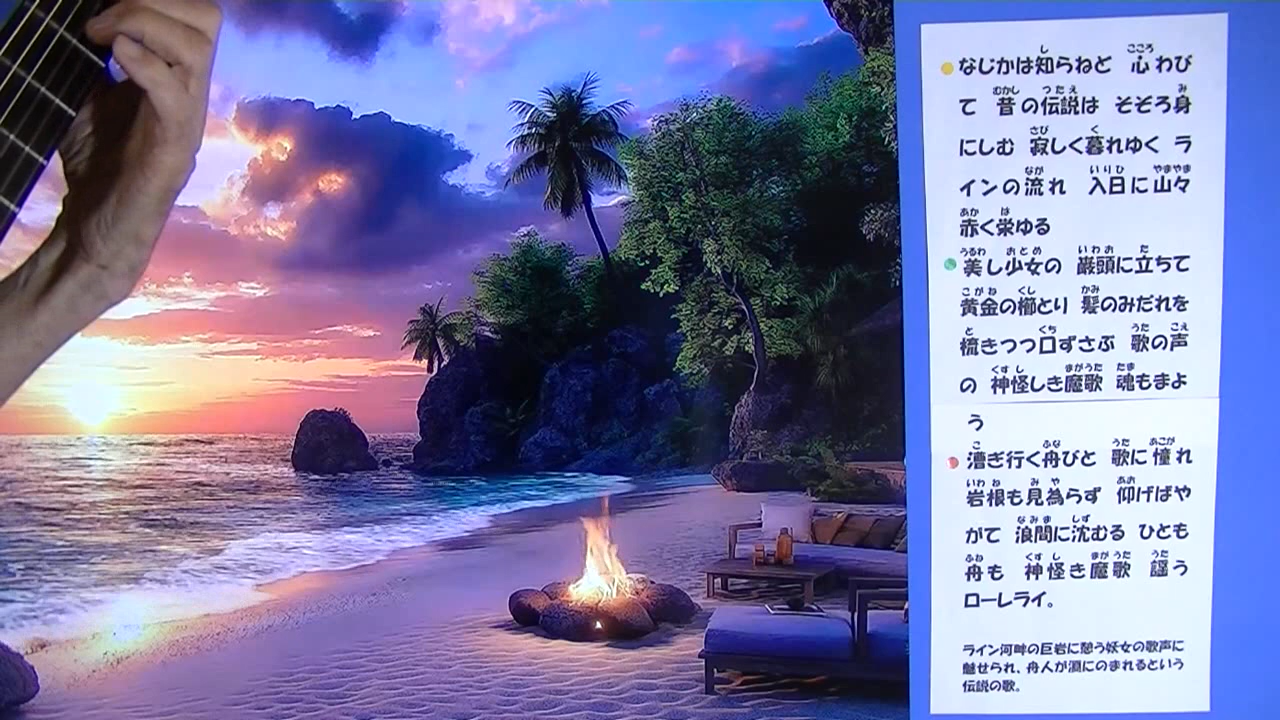 なじかは知らねど 心わび
て 昔の伝説は そぞろ身
にしむ 寂しく暮れゆく ラ
インの流れ 入日に山々
赤く栄ゆる
美し少女の 巌頭に立ちて
黄金の櫛とり 髪のみだれを
梳きつつ口ずさぶ 歌の声
の 神怪しき魔歌 魂もまよ
う
漕ぎ行く舟びと 歌に憧れ
岩根も見為らず 仰げばや
がて 浪間に沈むる ひとも
舟も 神怪き魔歌 謡う
ローレライ。
ライン河畔の巨岩に憩う妖女の歌声に
魅せられ、舟人が淵にのまれるという
伝説の歌。